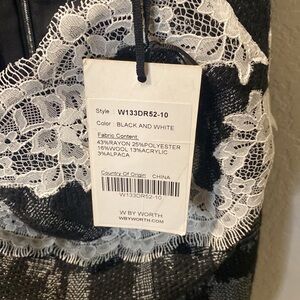 Style : W133DR52-10
Color : BLACK AND WHITE
Fabric Content
43%RAYON 25%POLYESTER
16%WOOL 13%ACRYLIC
3%ALPACA
Country Of Origin : CHINA
W133DR52-10
W BY WORTH
WBYWORTH.COM